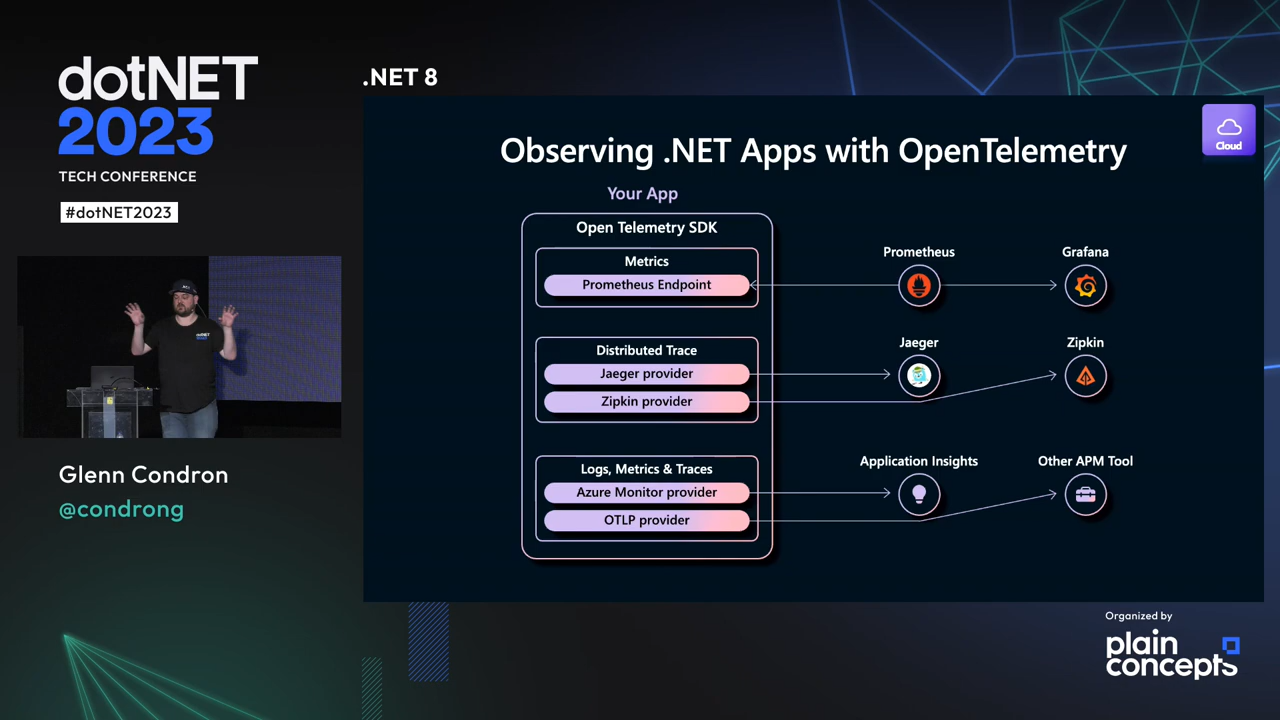 dotNET
2023
TECH CONFERENCE
#dotNET2023
Glenn Condron
@condrong
.NET 8
Cloud
Observing .NET Apps with OpenTelemetry
Your App
Open Telemetry SDK
Metrics
Prometheus Endpoint
Prometheus
Grafana
Distributed Trace
Jaeger provider
Zipkin provider
Jaeger
Zipkin
Logs, Metrics & Traces
Azure Monitor provider
OTLP provider
Application Insights
Other APM Tool
Organized by
plain
concepts